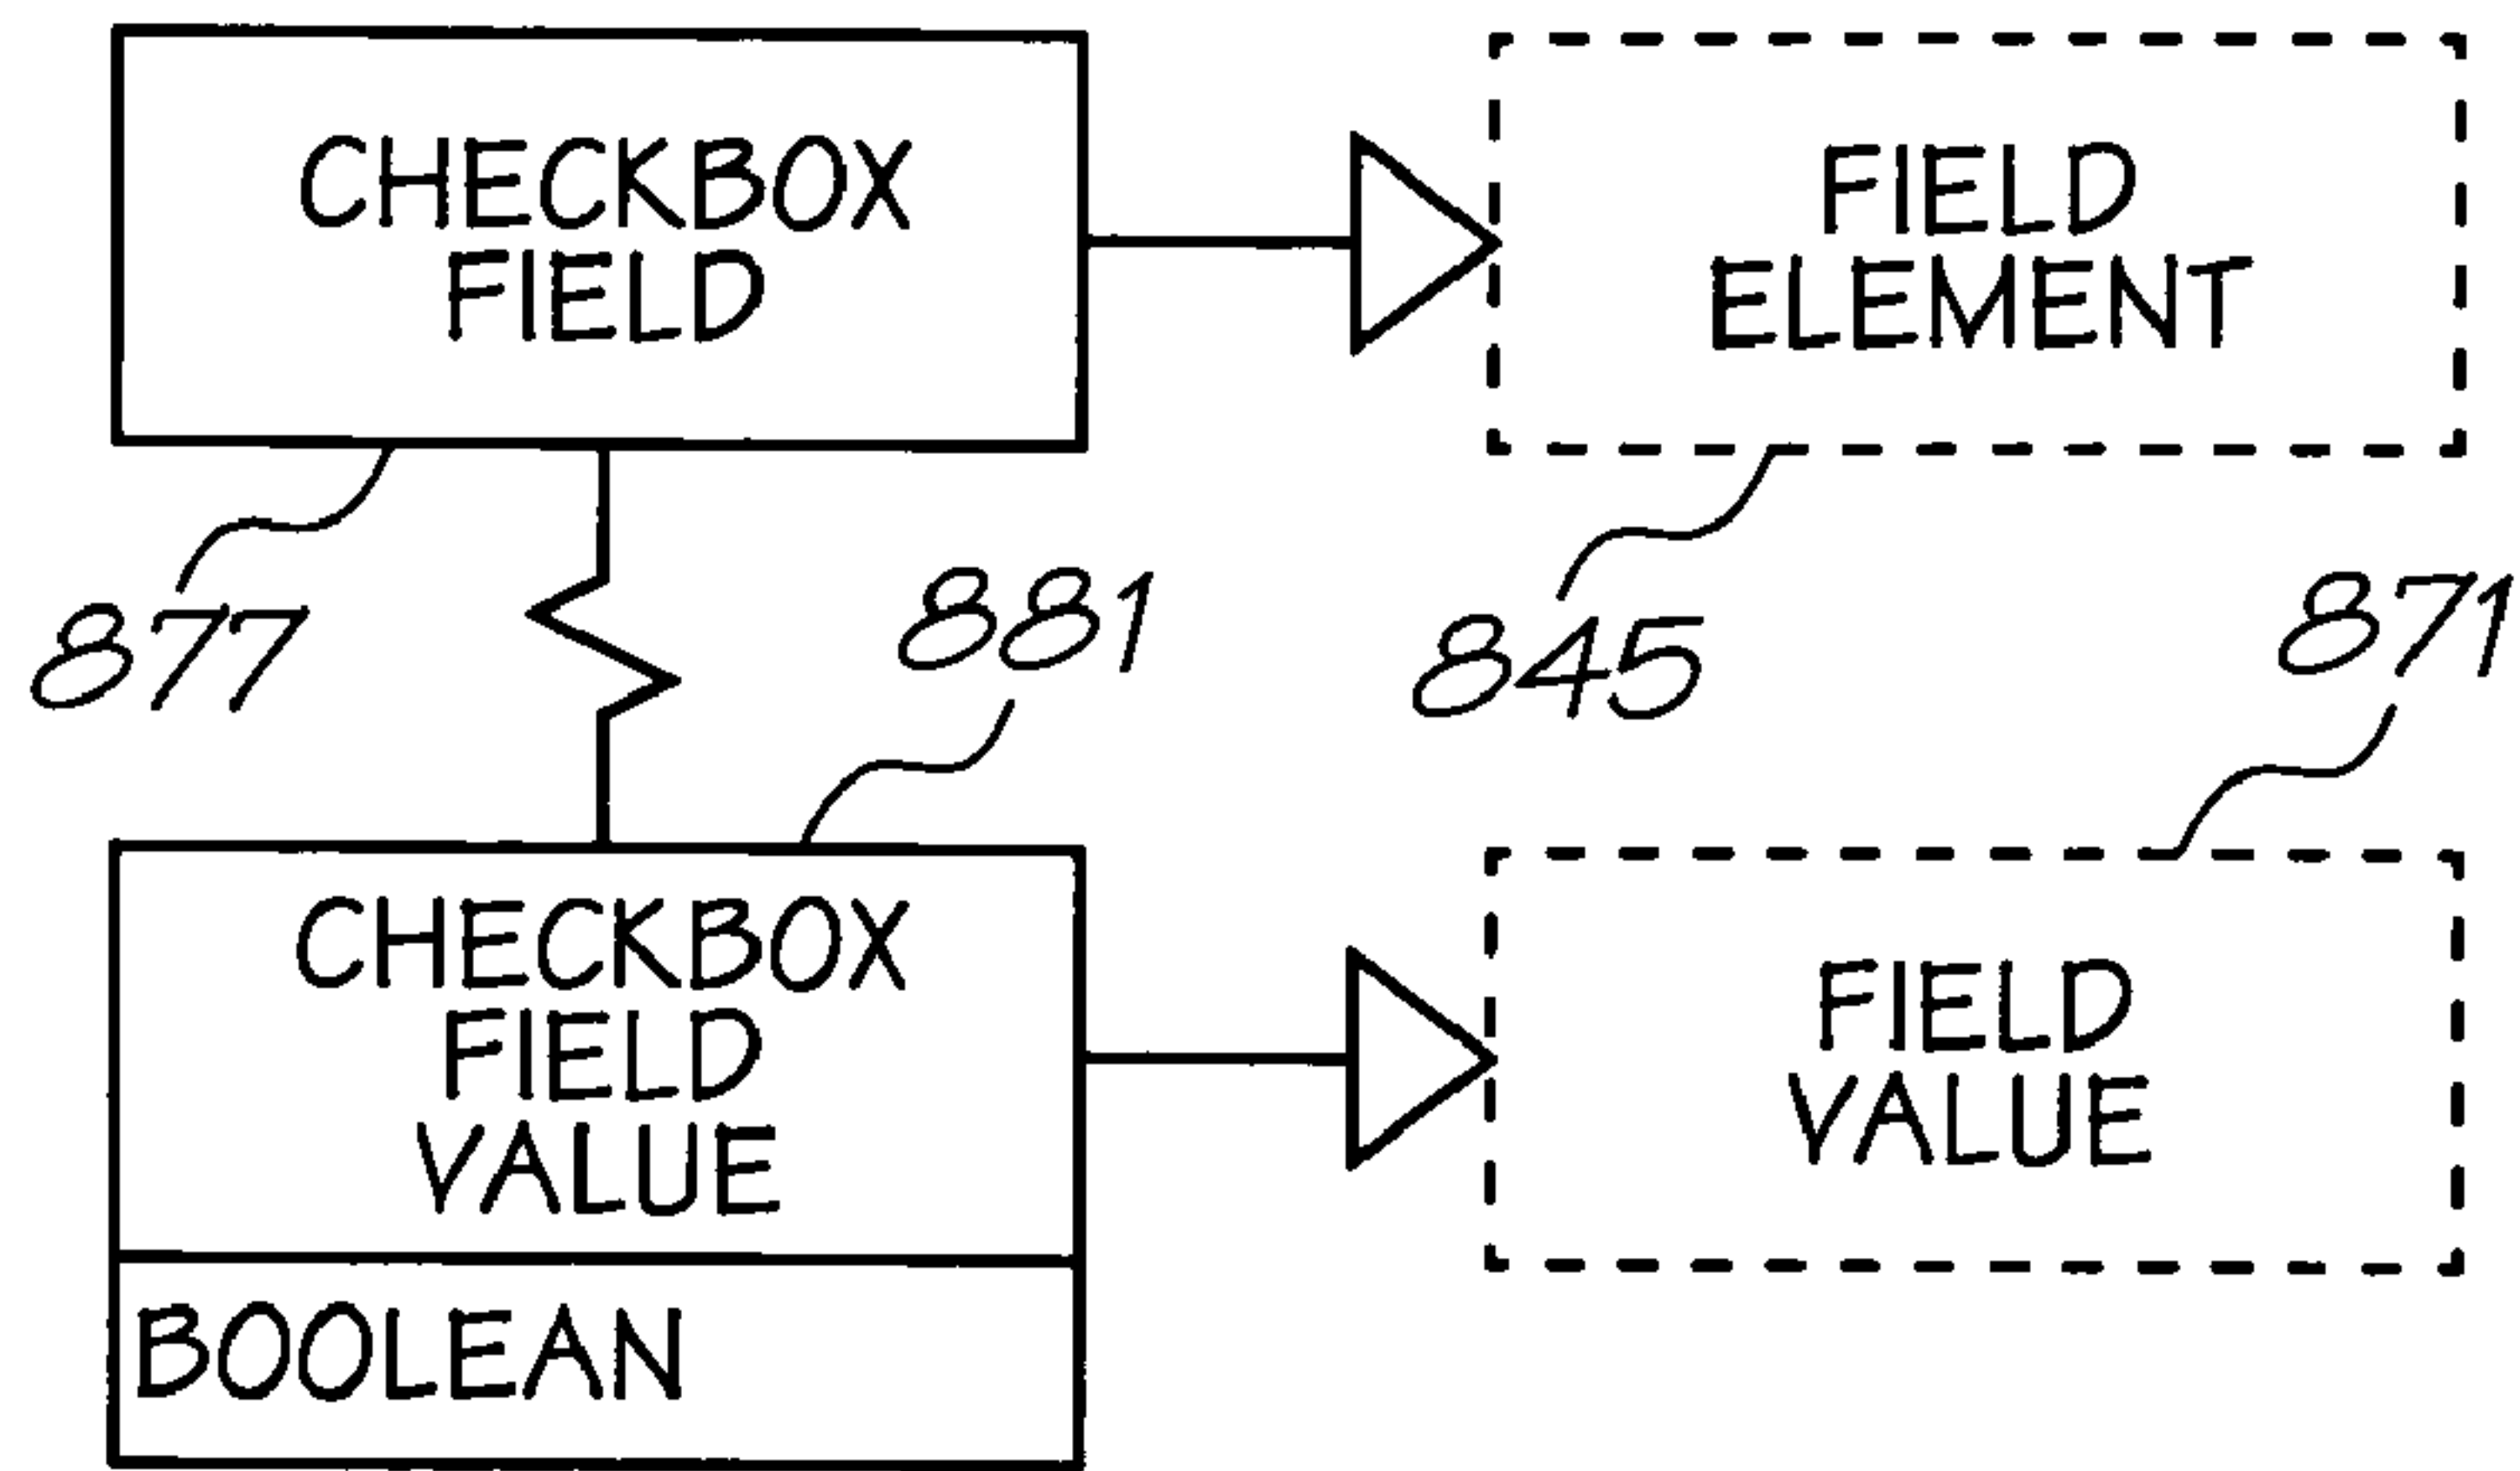 CHECKBOX
FIELD
FIELD
ELEMENT
877
881
845
871
CHECKBOX
FIELD
VALUE
FIELD
VALUE
BOOLEAN